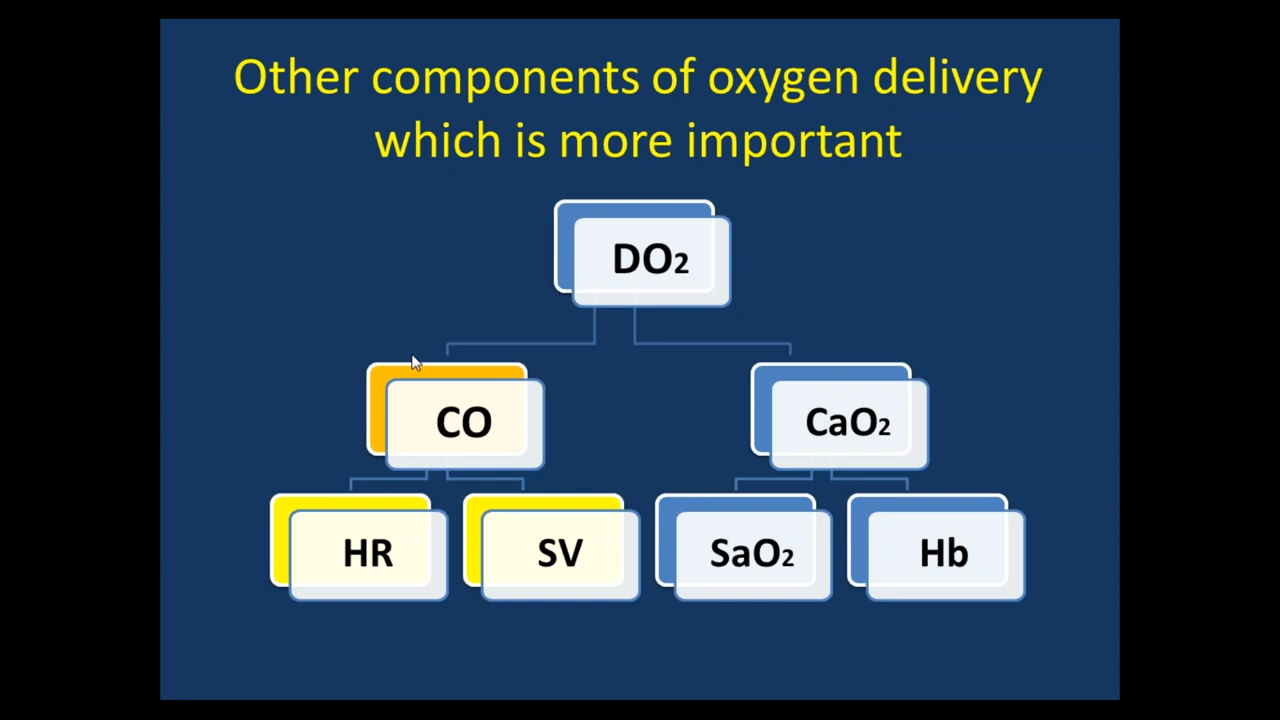 Other components of oxygen delivery
which is more important
DO2
CO
CaO2
HR
SV
SaO2
Hb